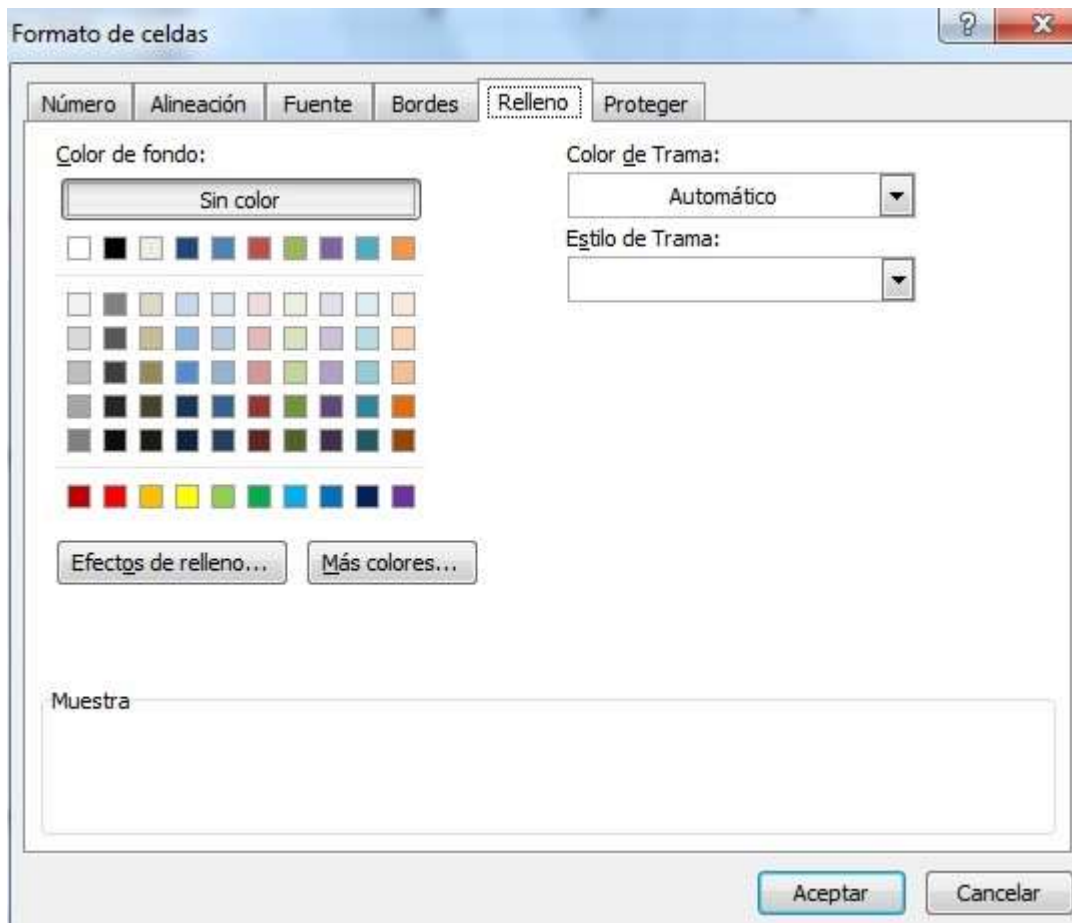 Formato de celdas
?
Número Alineación Fuente Bordes Relleno Proteger
Color de fondo:
Sin color
Color de Trama:
Automático
Estilo de Trama:
Efectos de relleno... Más colores...
Muestra
Aceptar Cancelar